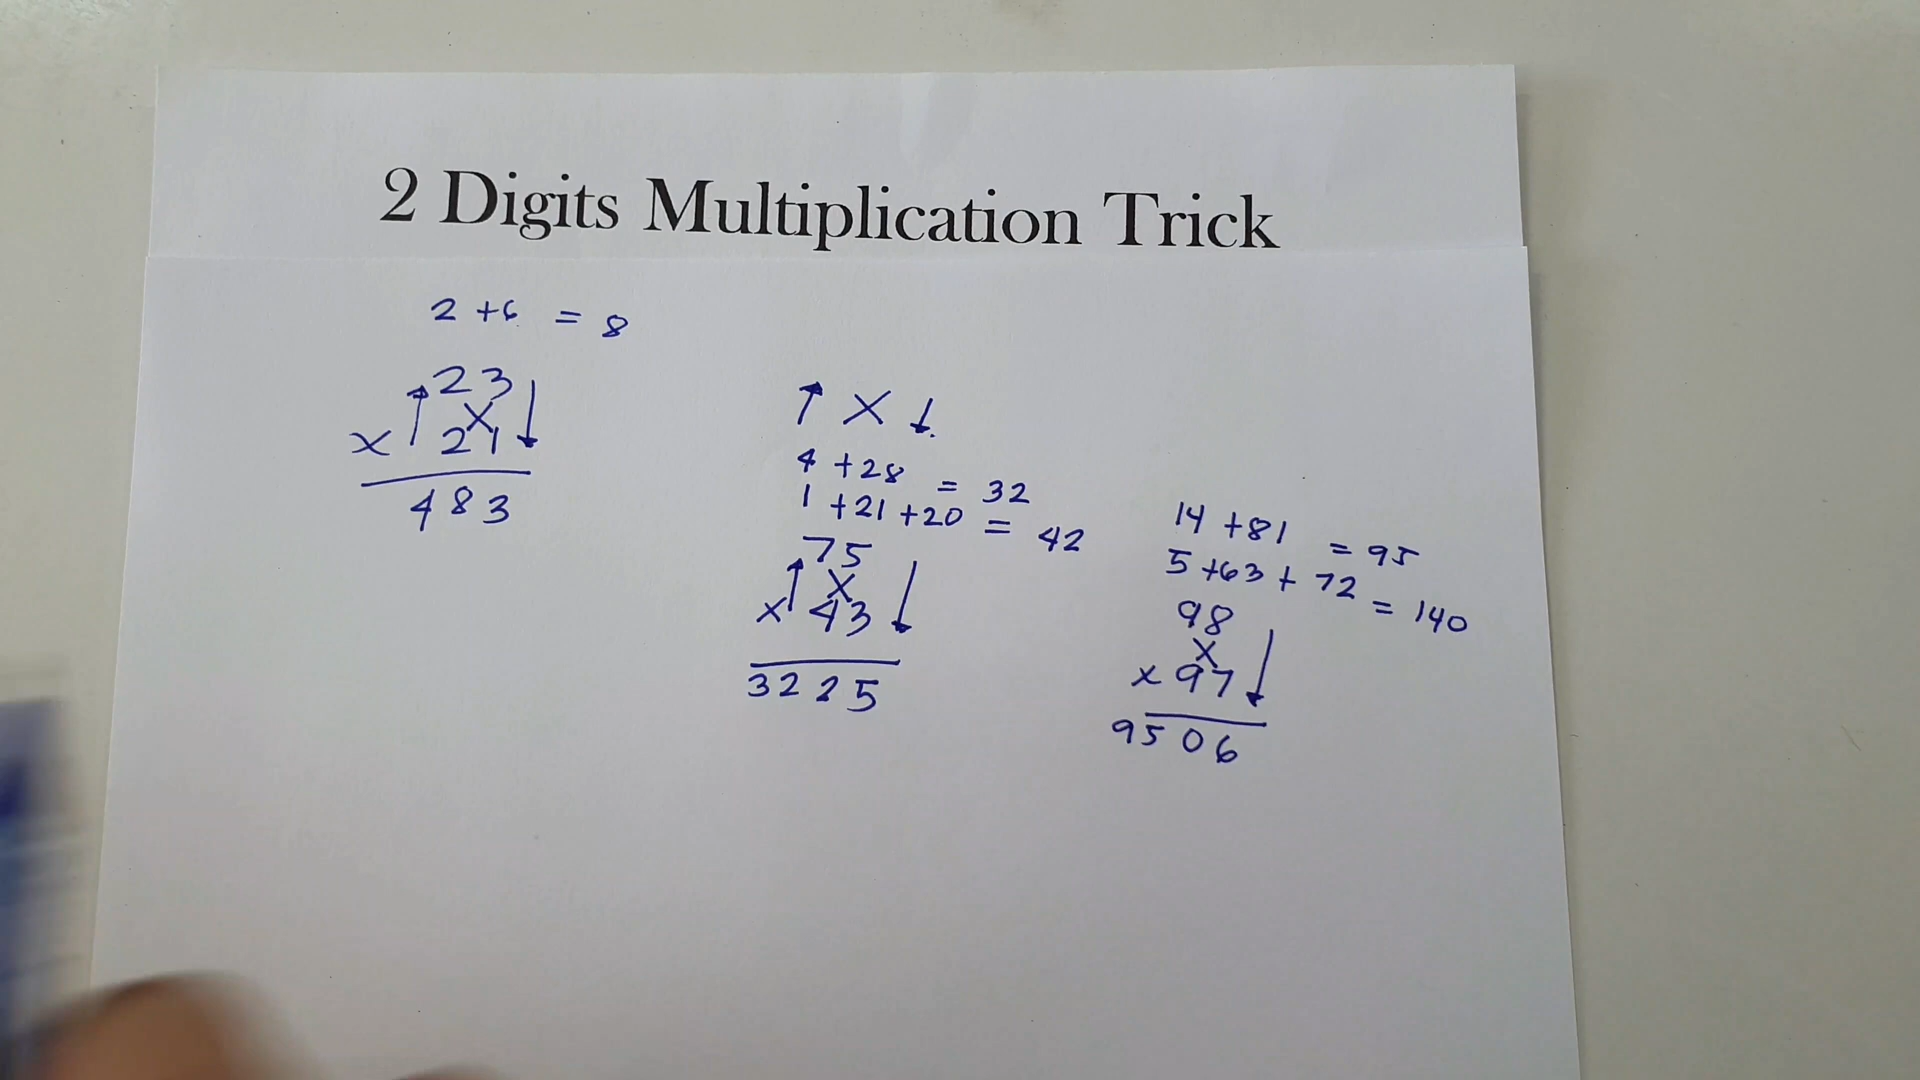 2 Digits Multiplication Trick
2 + 6 = 8
23
x 21
483
↑ X ↓
4 + 28 = 32
1 + 21 + 20 = 42
75
x 43
3225
14 + 81 = 95
5 + 63 + 72 = 140
98
x 97
9506